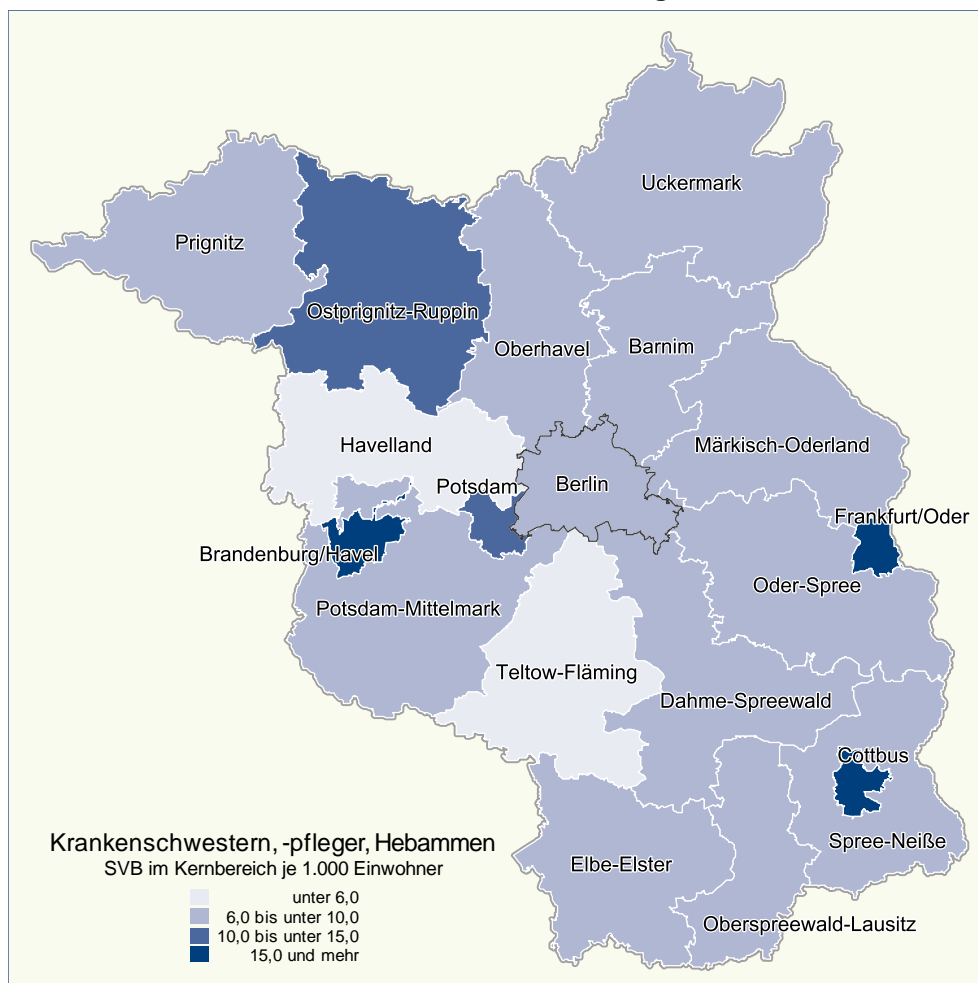 Uckermark
Prignitz
Ostprignitz-Ruppin
Oberhavel
Barnim
Havelland
Märkisch-Oderland
Potsdam
Berlin
Frankfurt/Oder
Brandenburg/Havel
Oder-Spree
Potsdam-Mittelmark
Teltow-Fläming
Dahme-Spreewald
Cottbus
Spree-Neiße
Elbe-Elster
Oberspreewald-Lausitz
Krankenschwestern, -pfleger, Hebammen
SVB im Kernbereich je 1.000 Einwohner
unter 6,0
6,0 bis unter 10,0
10,0 bis unter 15,0
15,0 und mehr